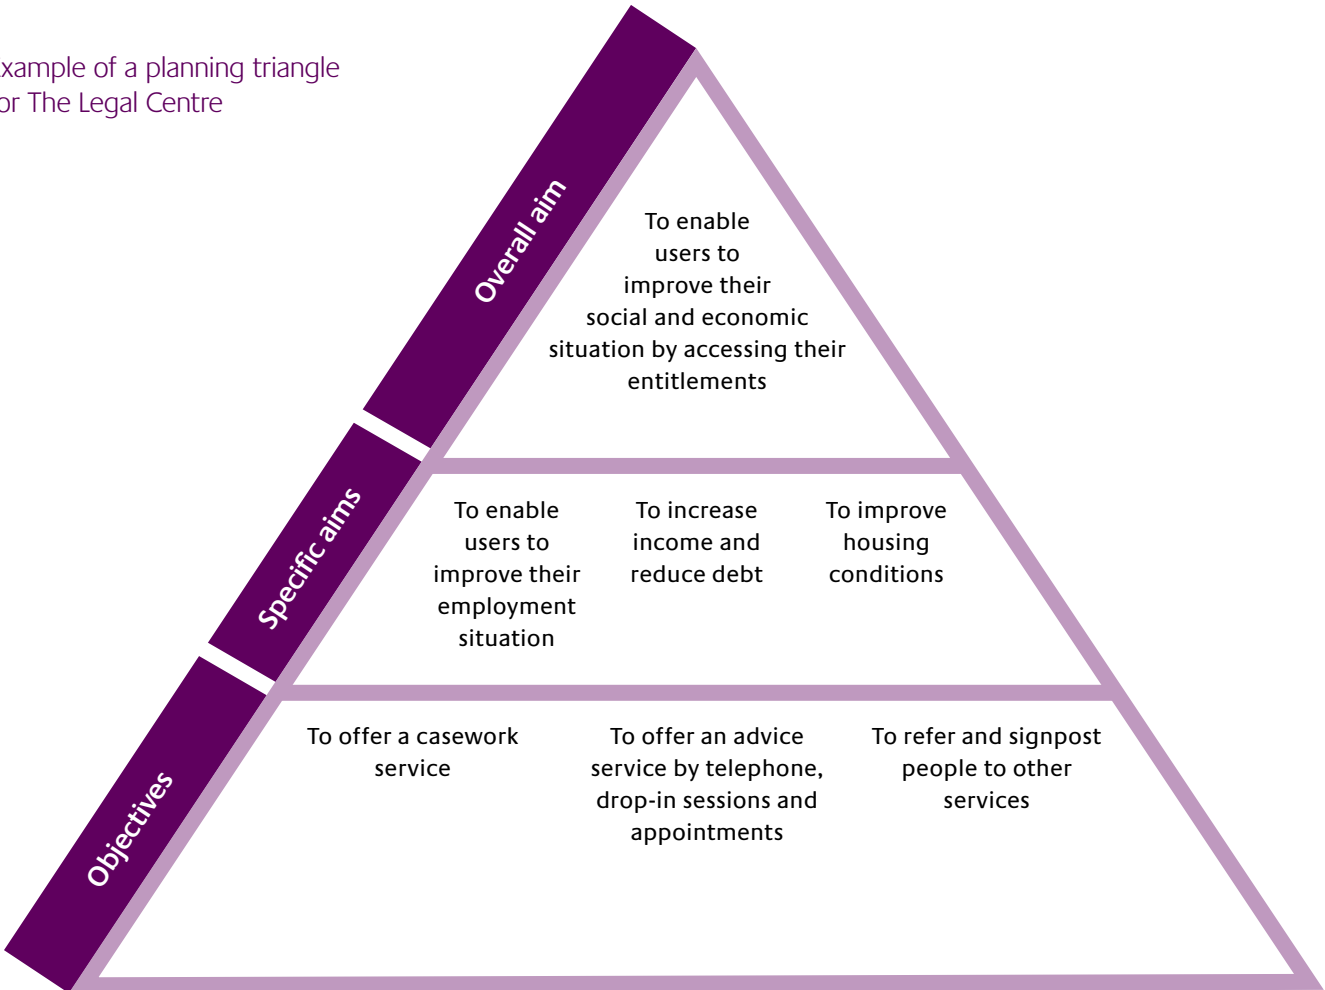 xample of a planning triangle
or The Legal Centre
Overall aim
To enable
users to
improve their
social and economic
situation by accessing their
entitlements
Specific aims
To enable
users to
improve their
employment
situation
To increase
income and
reduce debt
To improve
housing
conditions
Objectives
To offer a casework
service
To offer an advice
service by telephone,
drop-in sessions and
appointments
To refer and signpost
people to other
services